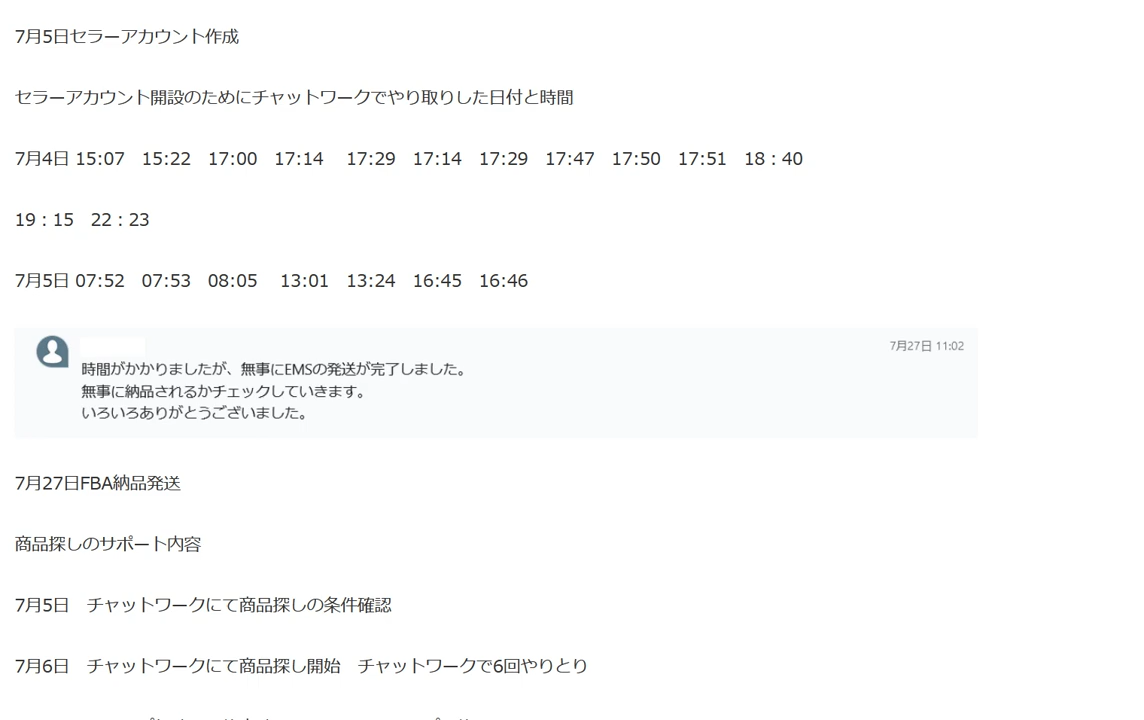 7月5日セラーアカウント作成
セラーアカウント開設のためにチャットワークでやり取りした日付と時間
7月4日 15:07　15:22　17:00　17:14　 17:29　17:14　17:29　17:47　17:50　17:51　18：40
19：15　22：23
7月5日 07:52　07:53　08:05　 13:01　13:24　16:45　16:46
7月27日 11:02
時間がかかりましたが、無事にEMSの発送が完了しました。
無事に納品されるかチェックしていきます。
いろいろありがとうございました。
7月27日FBA納品発送
商品探しのサポート内容
7月5日　チャットワークにて商品探しの条件確認
7月6日　チャットワークにて商品探し開始　チャットワークで6回やりとり